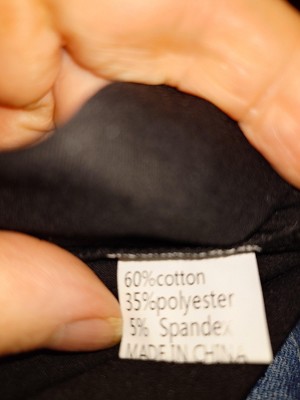 60%cotton
35%polyester
5% Spandex
MADE IN CHINA